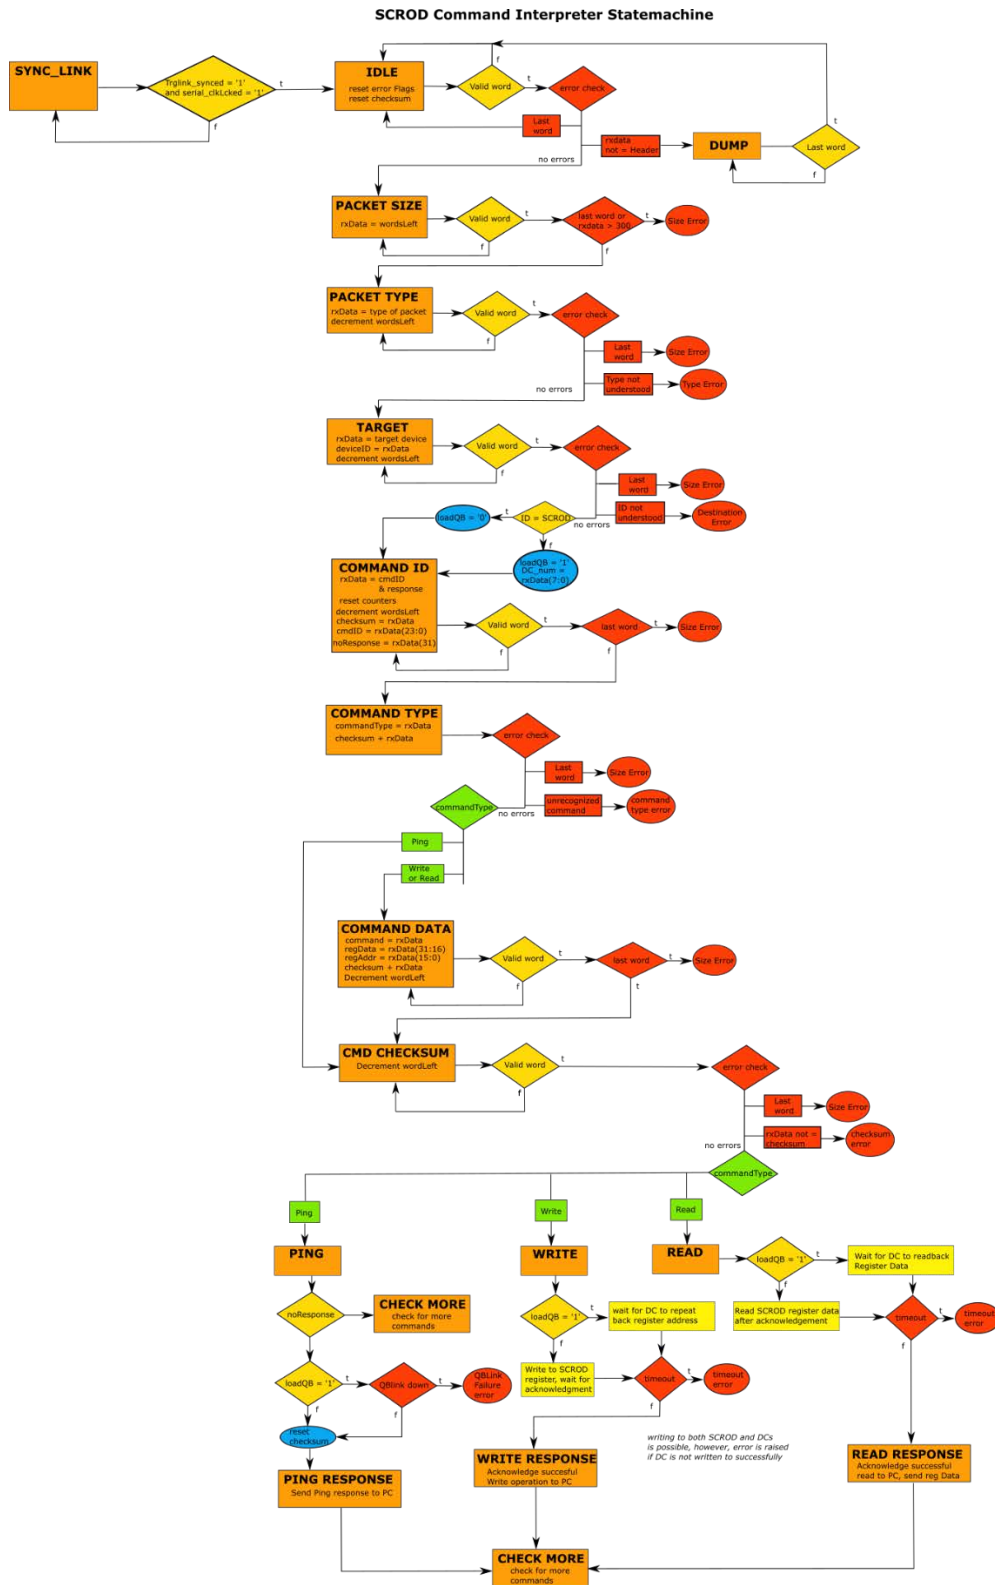 SCROD Command Interpreter Statemachine
SYNC_LINK
Trglink_synced = '1'
and serial_clkLcked = '1'
t
f
IDLE
reset error Flags
reset checksum
Valid word
f
t
error check
Last
word
rxdata
not = Header
no errors
DUMP
Last word
t
f
PACKET SIZE
rxData = wordsLeft
Valid word
t
f
last word or
rxdata > 300
t
f
Size Error
PACKET TYPE
rxData = type of packet
decrement wordsLeft
Valid word
t
f
error check
Last
word
Size Error
Type not
understood
Type Error
no errors
TARGET
rxData = target device
deviceID = rxData
decrement wordsLeft
Valid word
t
f
error check
Last
word
Size Error
ID not
understood
Destination
Error
no errors
ID = SCROD
t
f
loadQB = '0'
loadQB = '1'
DC_num =
rxData(7:0)
COMMAND ID
rxData = cmdID
& response
reset counters
decrement wordsLeft
checksum = rxData
cmdID = rxData(23:0)
noResponse = rxData(31)
Valid word
t
f
last word
t
f
Size Error
COMMAND TYPE
commandType = rxData
checksum + rxData
error check
Last
word
Size Error
unrecognized
command
command
type error
no errors
commandType
Ping
Write
or Read
COMMAND DATA
command = rxData
regData = rxData(31:16)
regAddr = rxData(15:0)
checksum + rxData
Decrement wordLeft
Valid word
t
f
last word
t
t
Size Error
CMD CHECKSUM
Decrement wordLeft
Valid word
t
f
error check
Last
word
Size Error
rxData not =
checksum
checksum
error
no errors
commandType
Ping
Write
Read
PING
WRITE
READ
noResponse
t
f
CHECK MORE
check for more
commands
loadQB = '1'
t
f
QBlink down
t
f
QBLink
Failure
error
reset
checksum
PING RESPONSE
Send Ping response to PC
loadQB = '1'
t
f
wait for DC to repeat
back register address
Write to SCROD
register, wait for
acknowledgment
timeout
t
f
timeout
error
WRITE RESPONSE
Acknowledge succesful
Write operation to PC
writing to both SCROD and DCs
is possible, however, error is raised
if DC is not written to successfully
loadQB = '1'
t
f
Wait for DC to readback
Register Data
Read SCROD register data
after acknowledgement
timeout
t
f
timeout
error
READ RESPONSE
Acknowledge successful
read to PC, send reg Data
CHECK MORE
check for more
commands